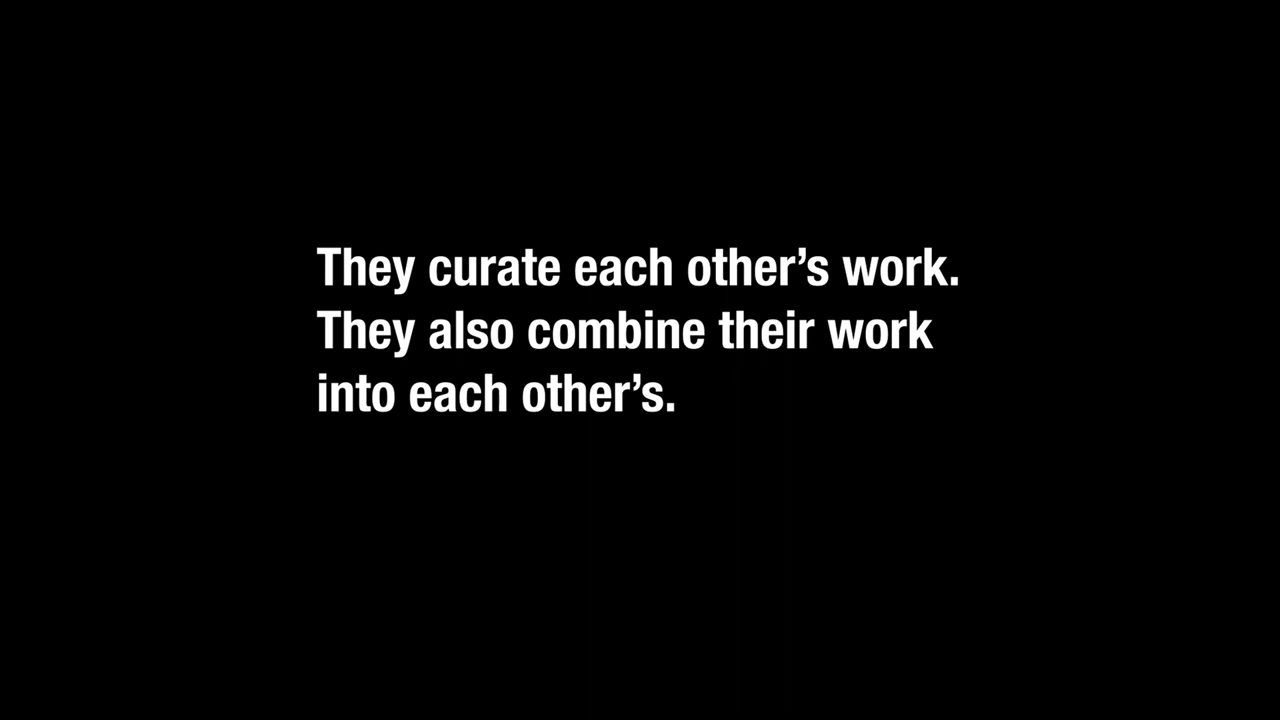 They curate each other’s work.
They also combine their work
into each other’s.